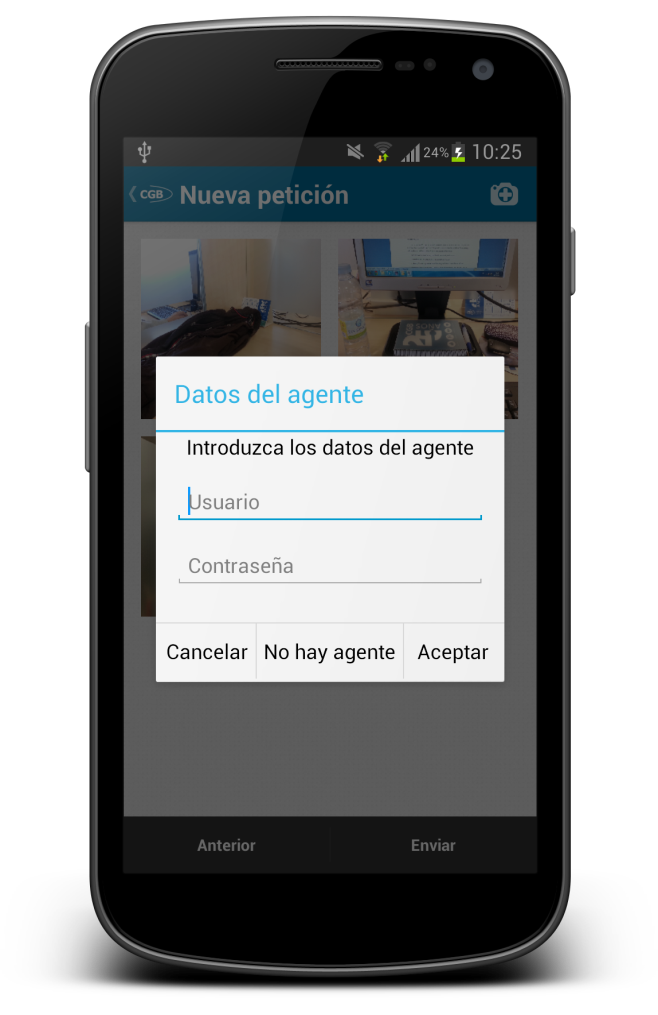 24% 10:25
CGB Nueva petición
Datos del agente
Introduzca los datos del agente
Usuario
Contraseña
Cancelar No hay agente Aceptar
Anterior Enviar